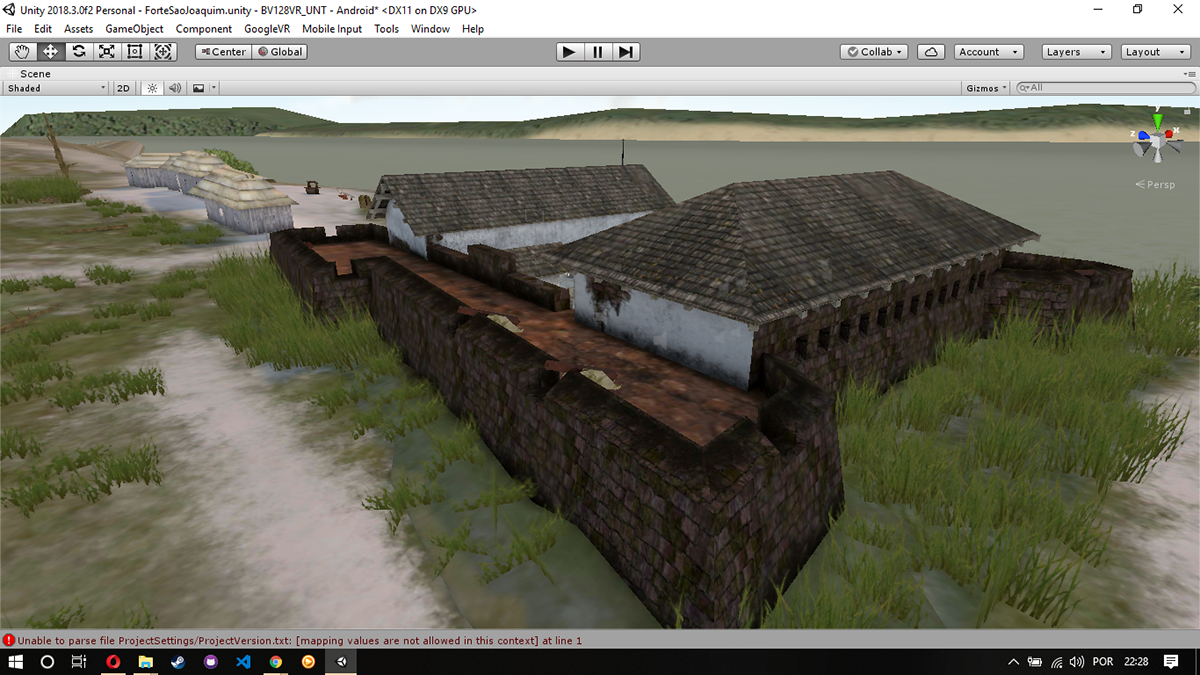 Unity 2018.3.0f2 Personal - ForteSaoJoaquim.unity - BV128VR_UNT - Android* <DX11 on DX9 GPU>
File Edit Assets GameObject Component GoogleVR Mobile Input Tools Window Help
Center Global Collab Account Layers Layout
Scene
Shaded 2D Gizmos All
y
z x
Persp
Unable to parse file ProjectSettings/ProjectVersion.txt: [mapping values are not allowed in this context] at line 1
POR 22:28